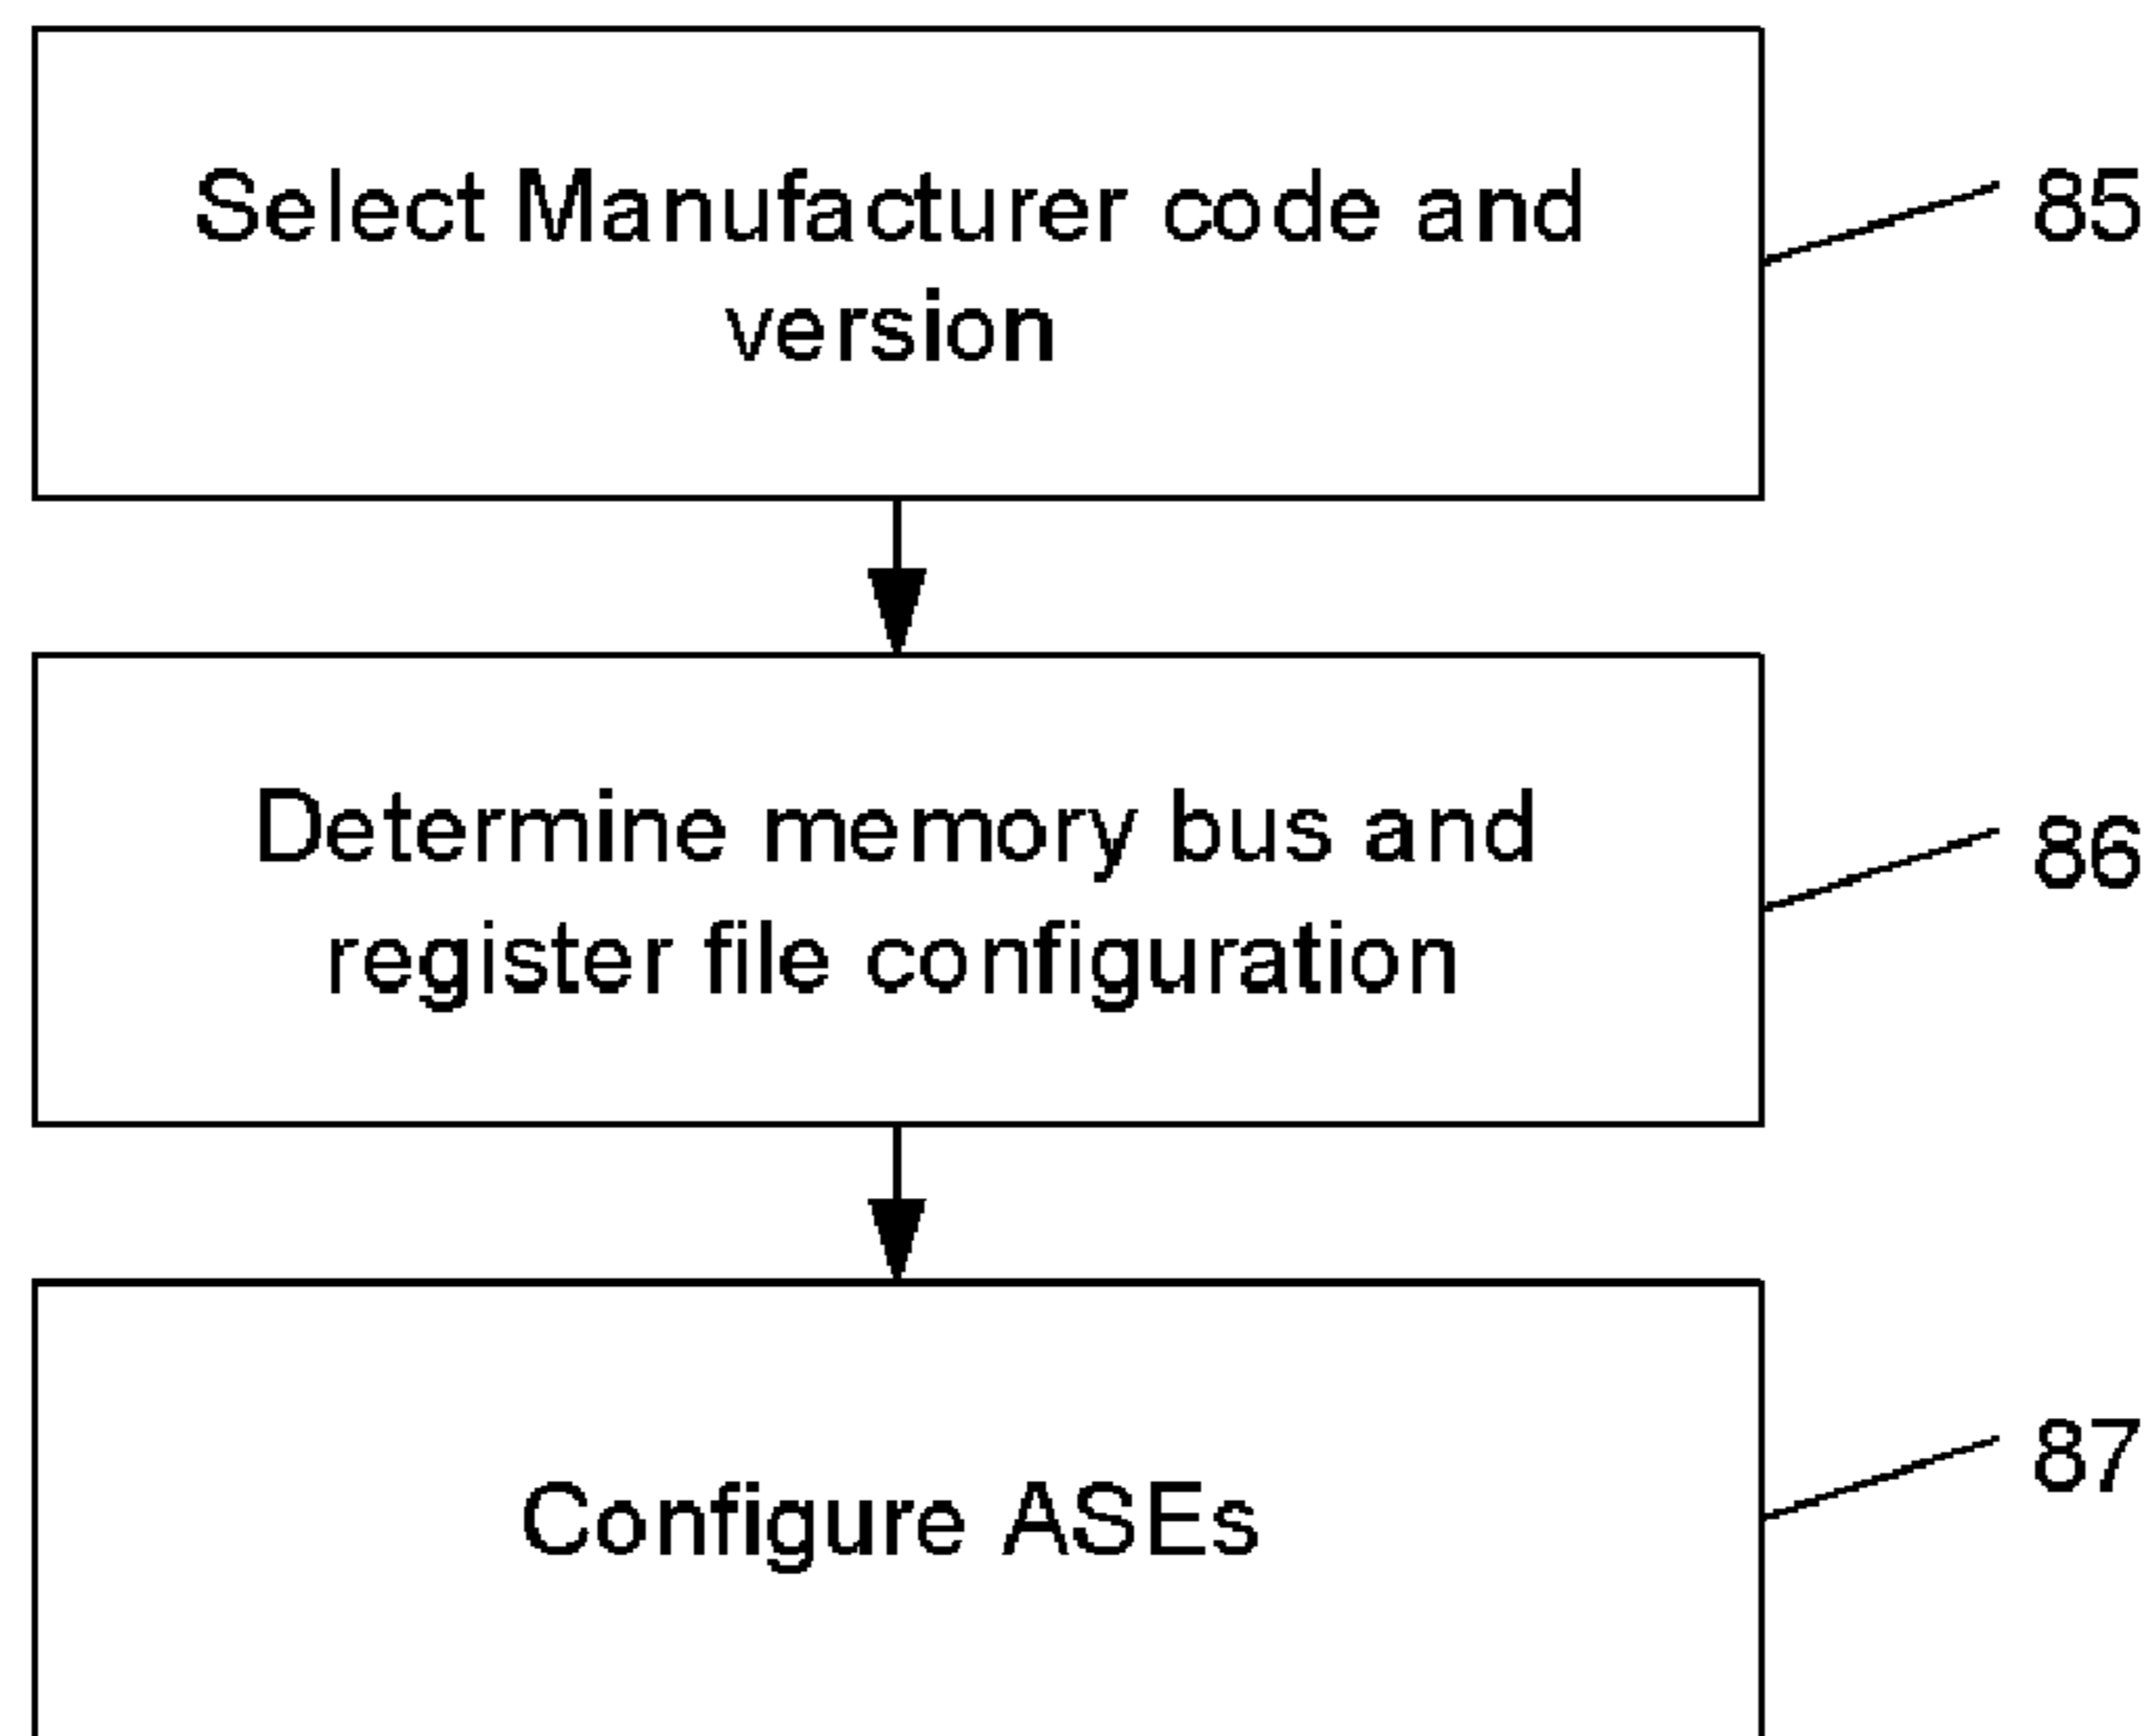 Select Manufacturer code and
version
85
Determine memory bus and
register file configuration
86
Configure ASEs
87